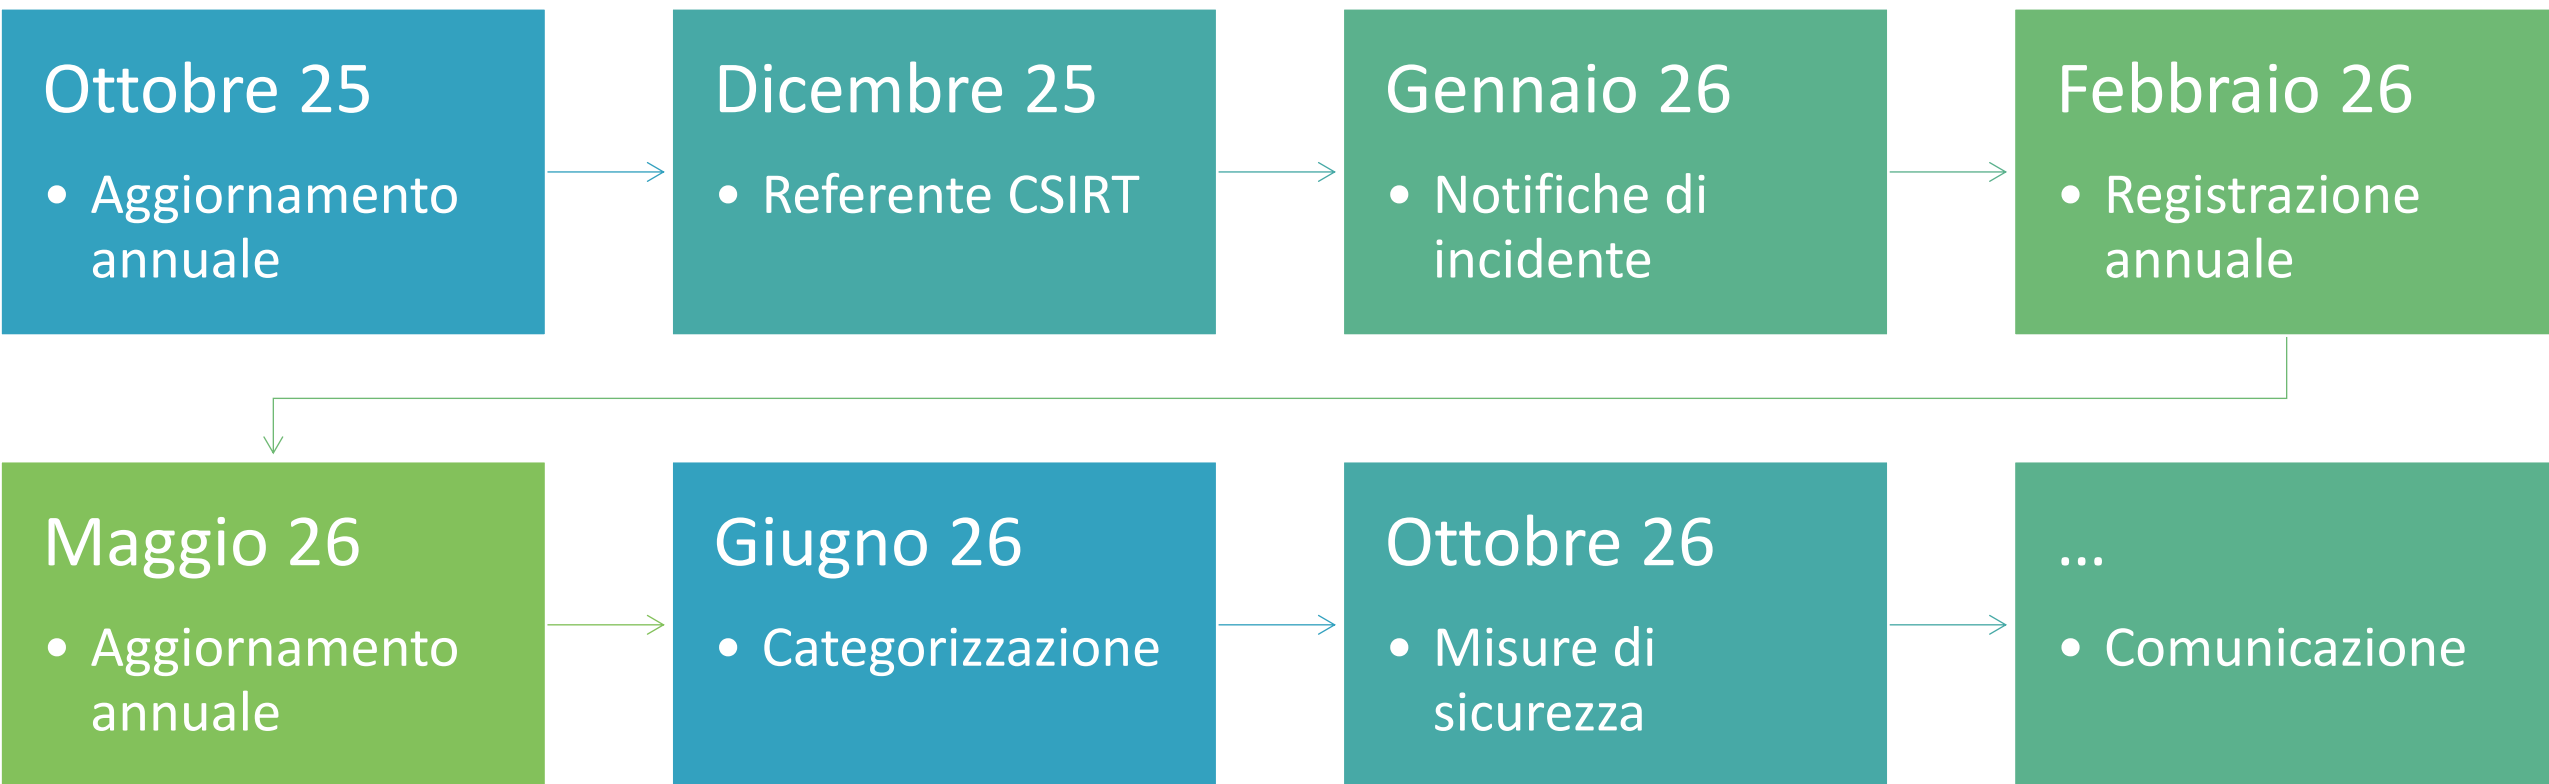 Ottobre 25
• Aggiornamento
annuale
Dicembre 25
• Referente CSIRT
Gennaio 26
• Notifiche di
incidente
Febbraio 26
• Registrazione
annuale
Maggio 26
• Aggiornamento
annuale
Giugno 26
• Categorizzazione
Ottobre 26
• Misure di
sicurezza
...
• Comunicazione